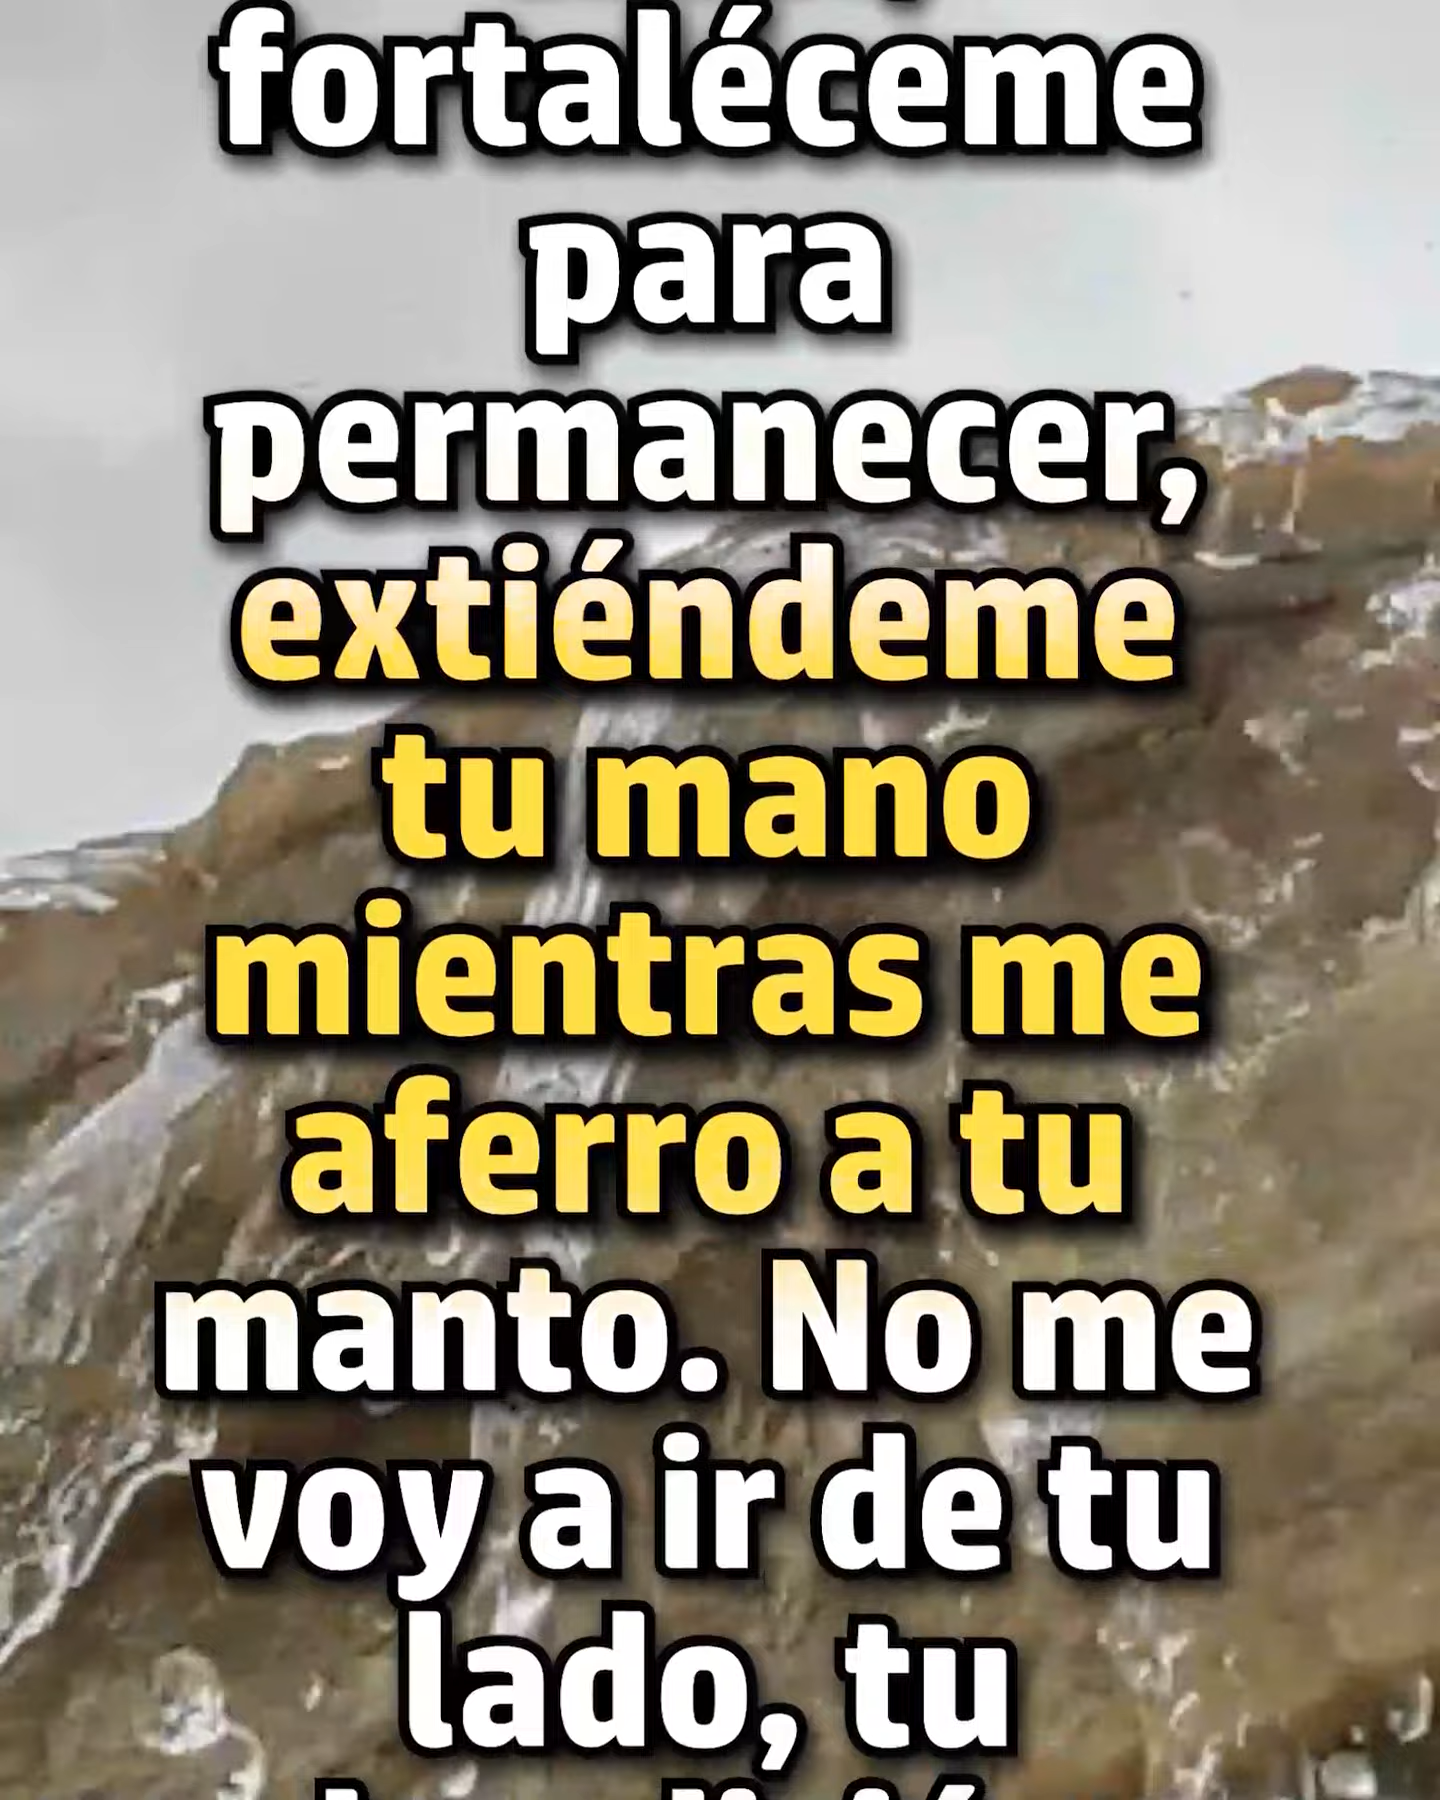 fortaléceme
para
permanecer,
extiéndeme
tu mano
mientras me
aferro a tu
manto. No me
voy a ir de tu
lado, tu